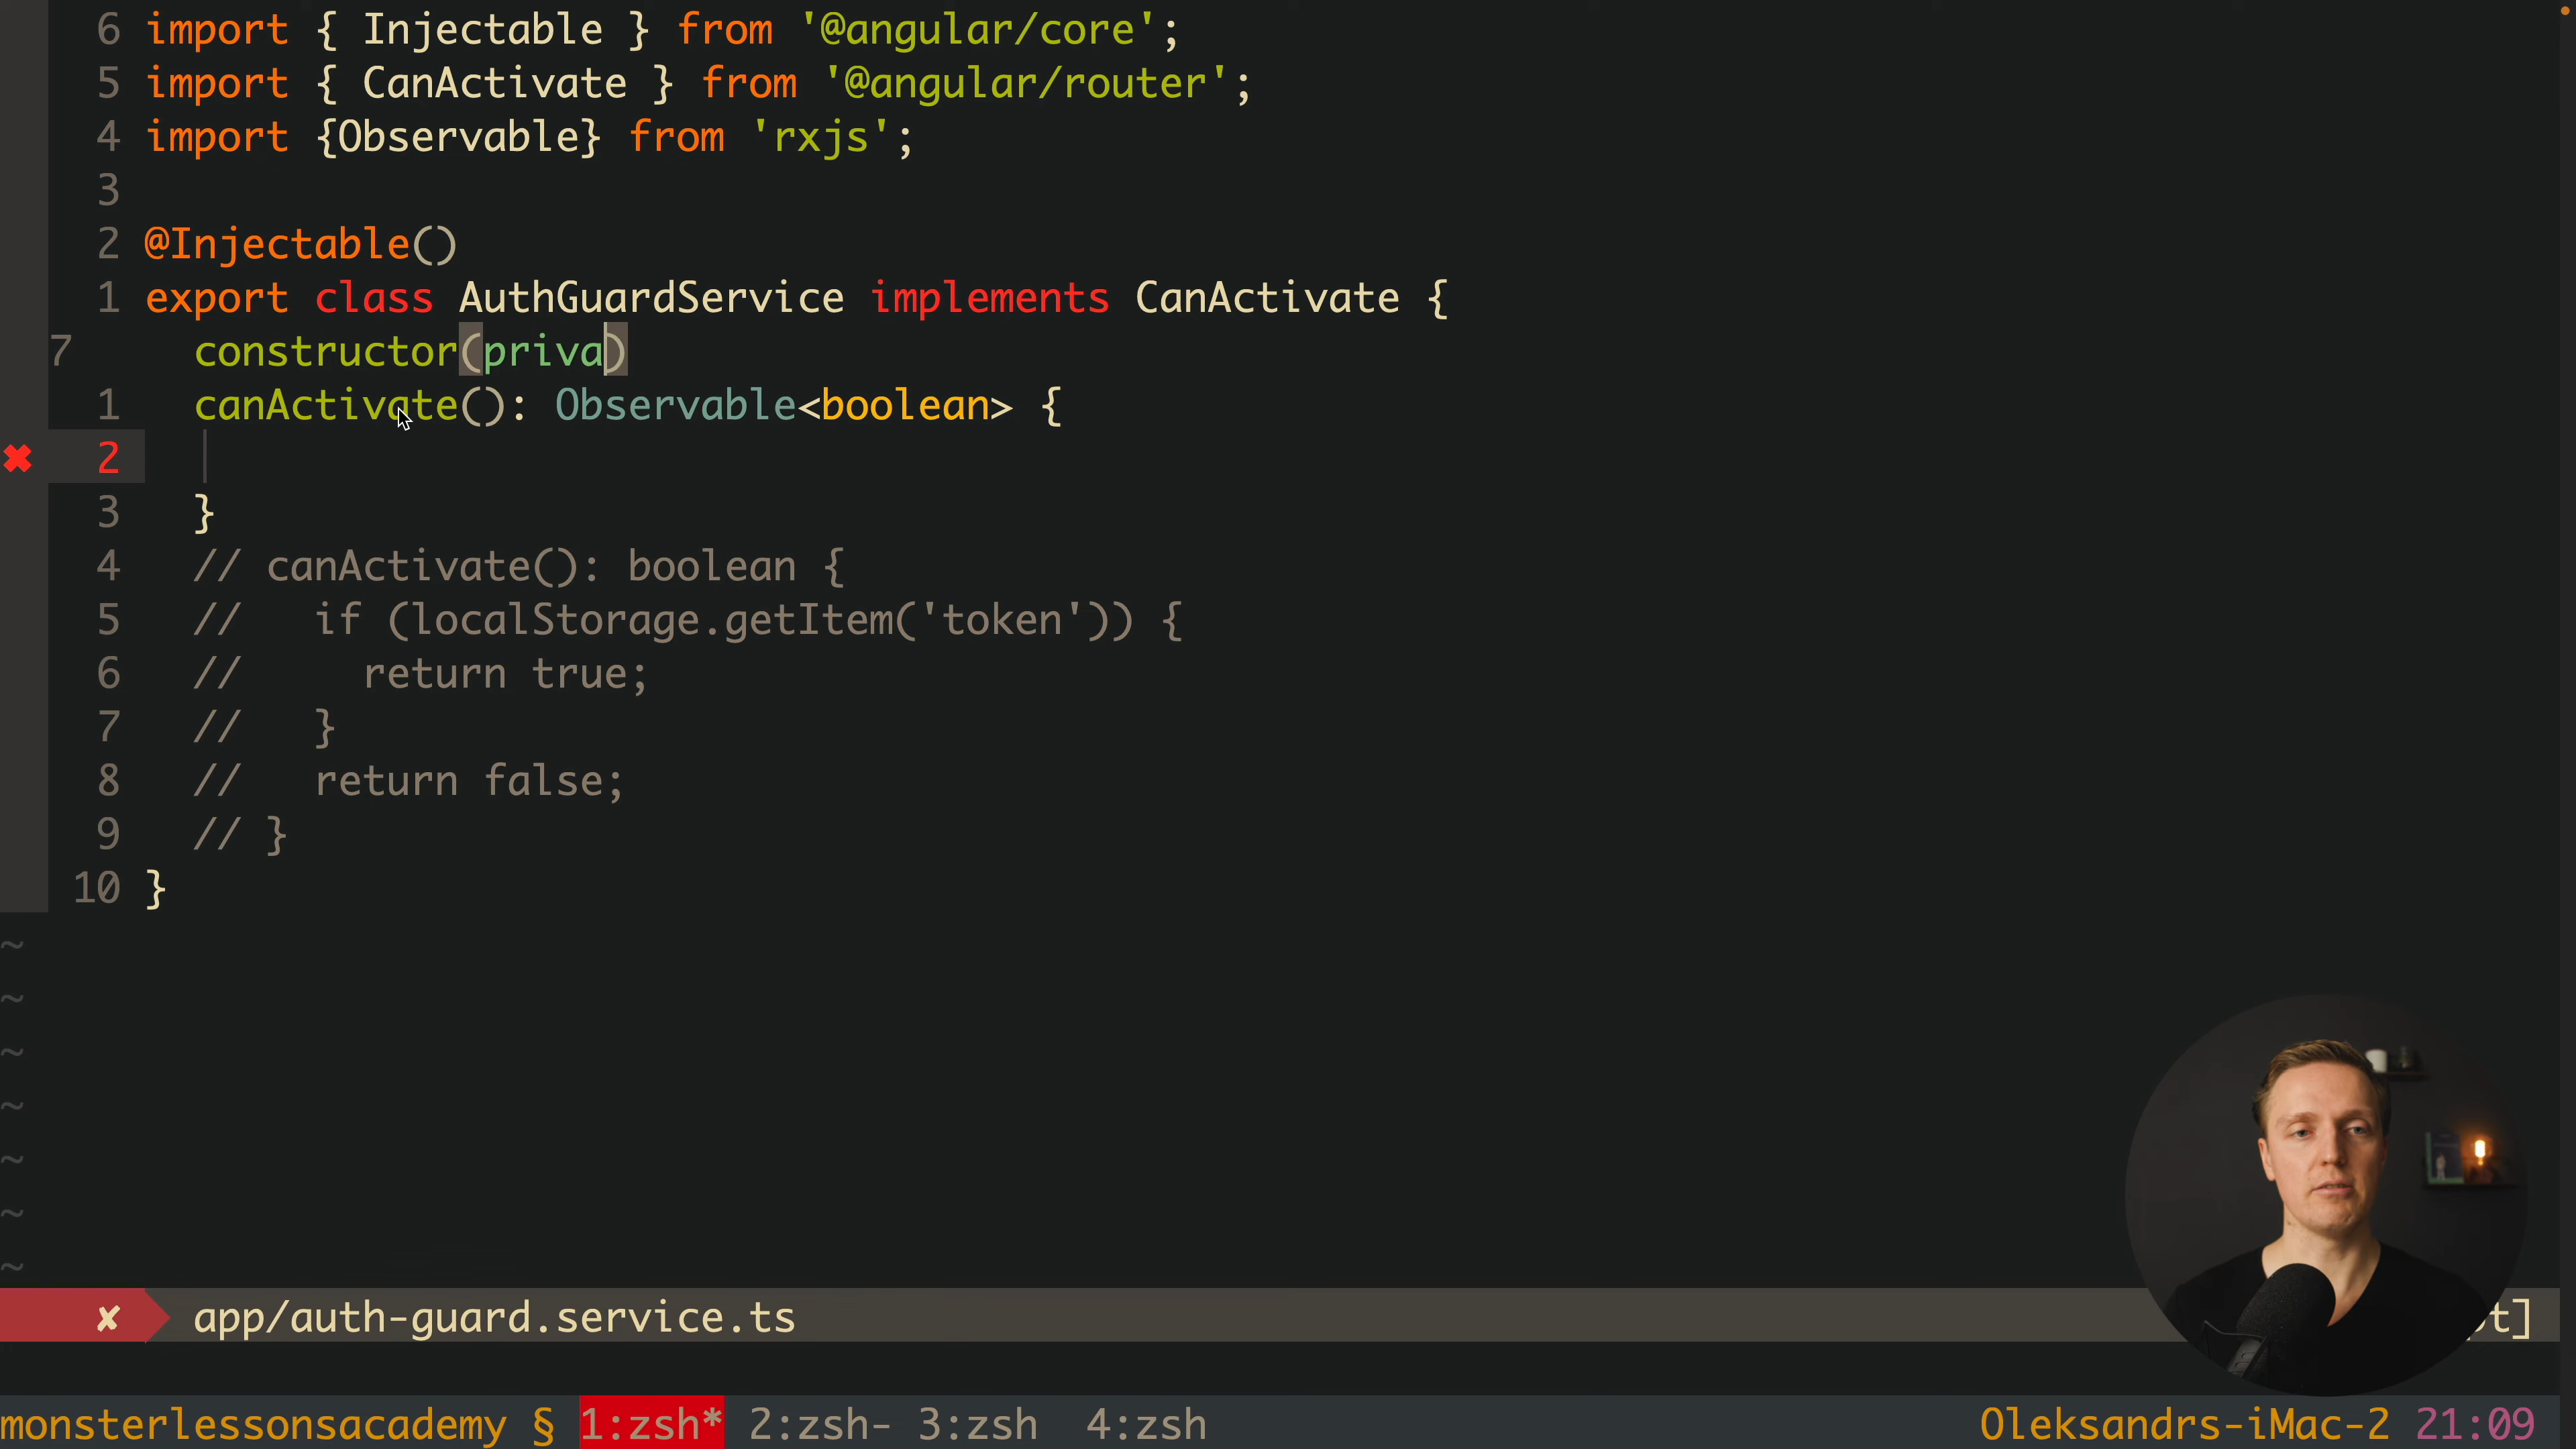 6 import { Injectable } from '@angular/core';
5 import { CanActivate } from '@angular/router';
4 import {Observable} from 'rxjs';
3
2 @Injectable()
1 export class AuthGuardService implements CanActivate {
7 constructor(priva)
1 canActivate(): Observable<boolean> {
2
3 }
4 // canActivate(): boolean {
5 // if (localStorage.getItem('token')) {
6 // return true;
7 // }
8 // return false;
9 // }
10 }
~
~
~
~
~
~
~
✘ app/auth-guard.service.ts
monsterlessonsacademy § 1:zsh* 2:zsh- 3:zsh 4:zsh Oleksandrs-iMac-2 21:09